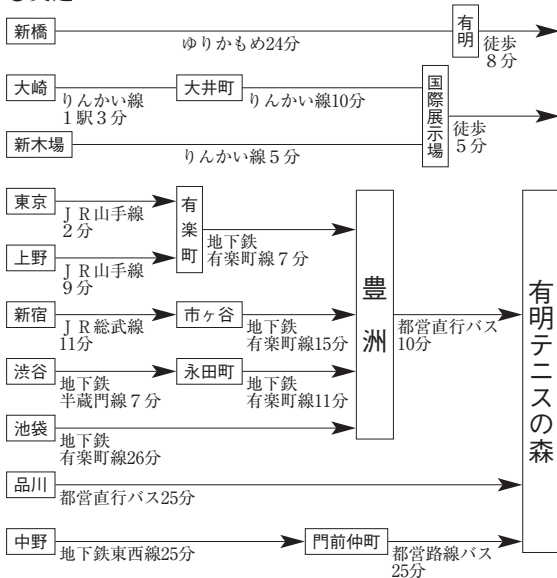 新橋
ゆりかもめ24分
有明
徒歩
8分
大崎
りんかい線
1駅3分
大井町
りんかい線10分
国際展示場
徒歩
5分
新木場
りんかい線5分
東京
JR山手線
2分
有楽町
地下鉄
有楽町線7分
上野
JR山手線
9分
新宿
JR総武線
11分
市ヶ谷
地下鉄
有楽町線15分
渋谷
地下鉄
半蔵門線7分
永田町
地下鉄
有楽町線11分
池袋
地下鉄
有楽町線26分
豊洲
都営直行バス
10分
品川
都営直行バス25分
中野
地下鉄東西線25分
門前仲町
都営路線バス
25分
有明テニスの森